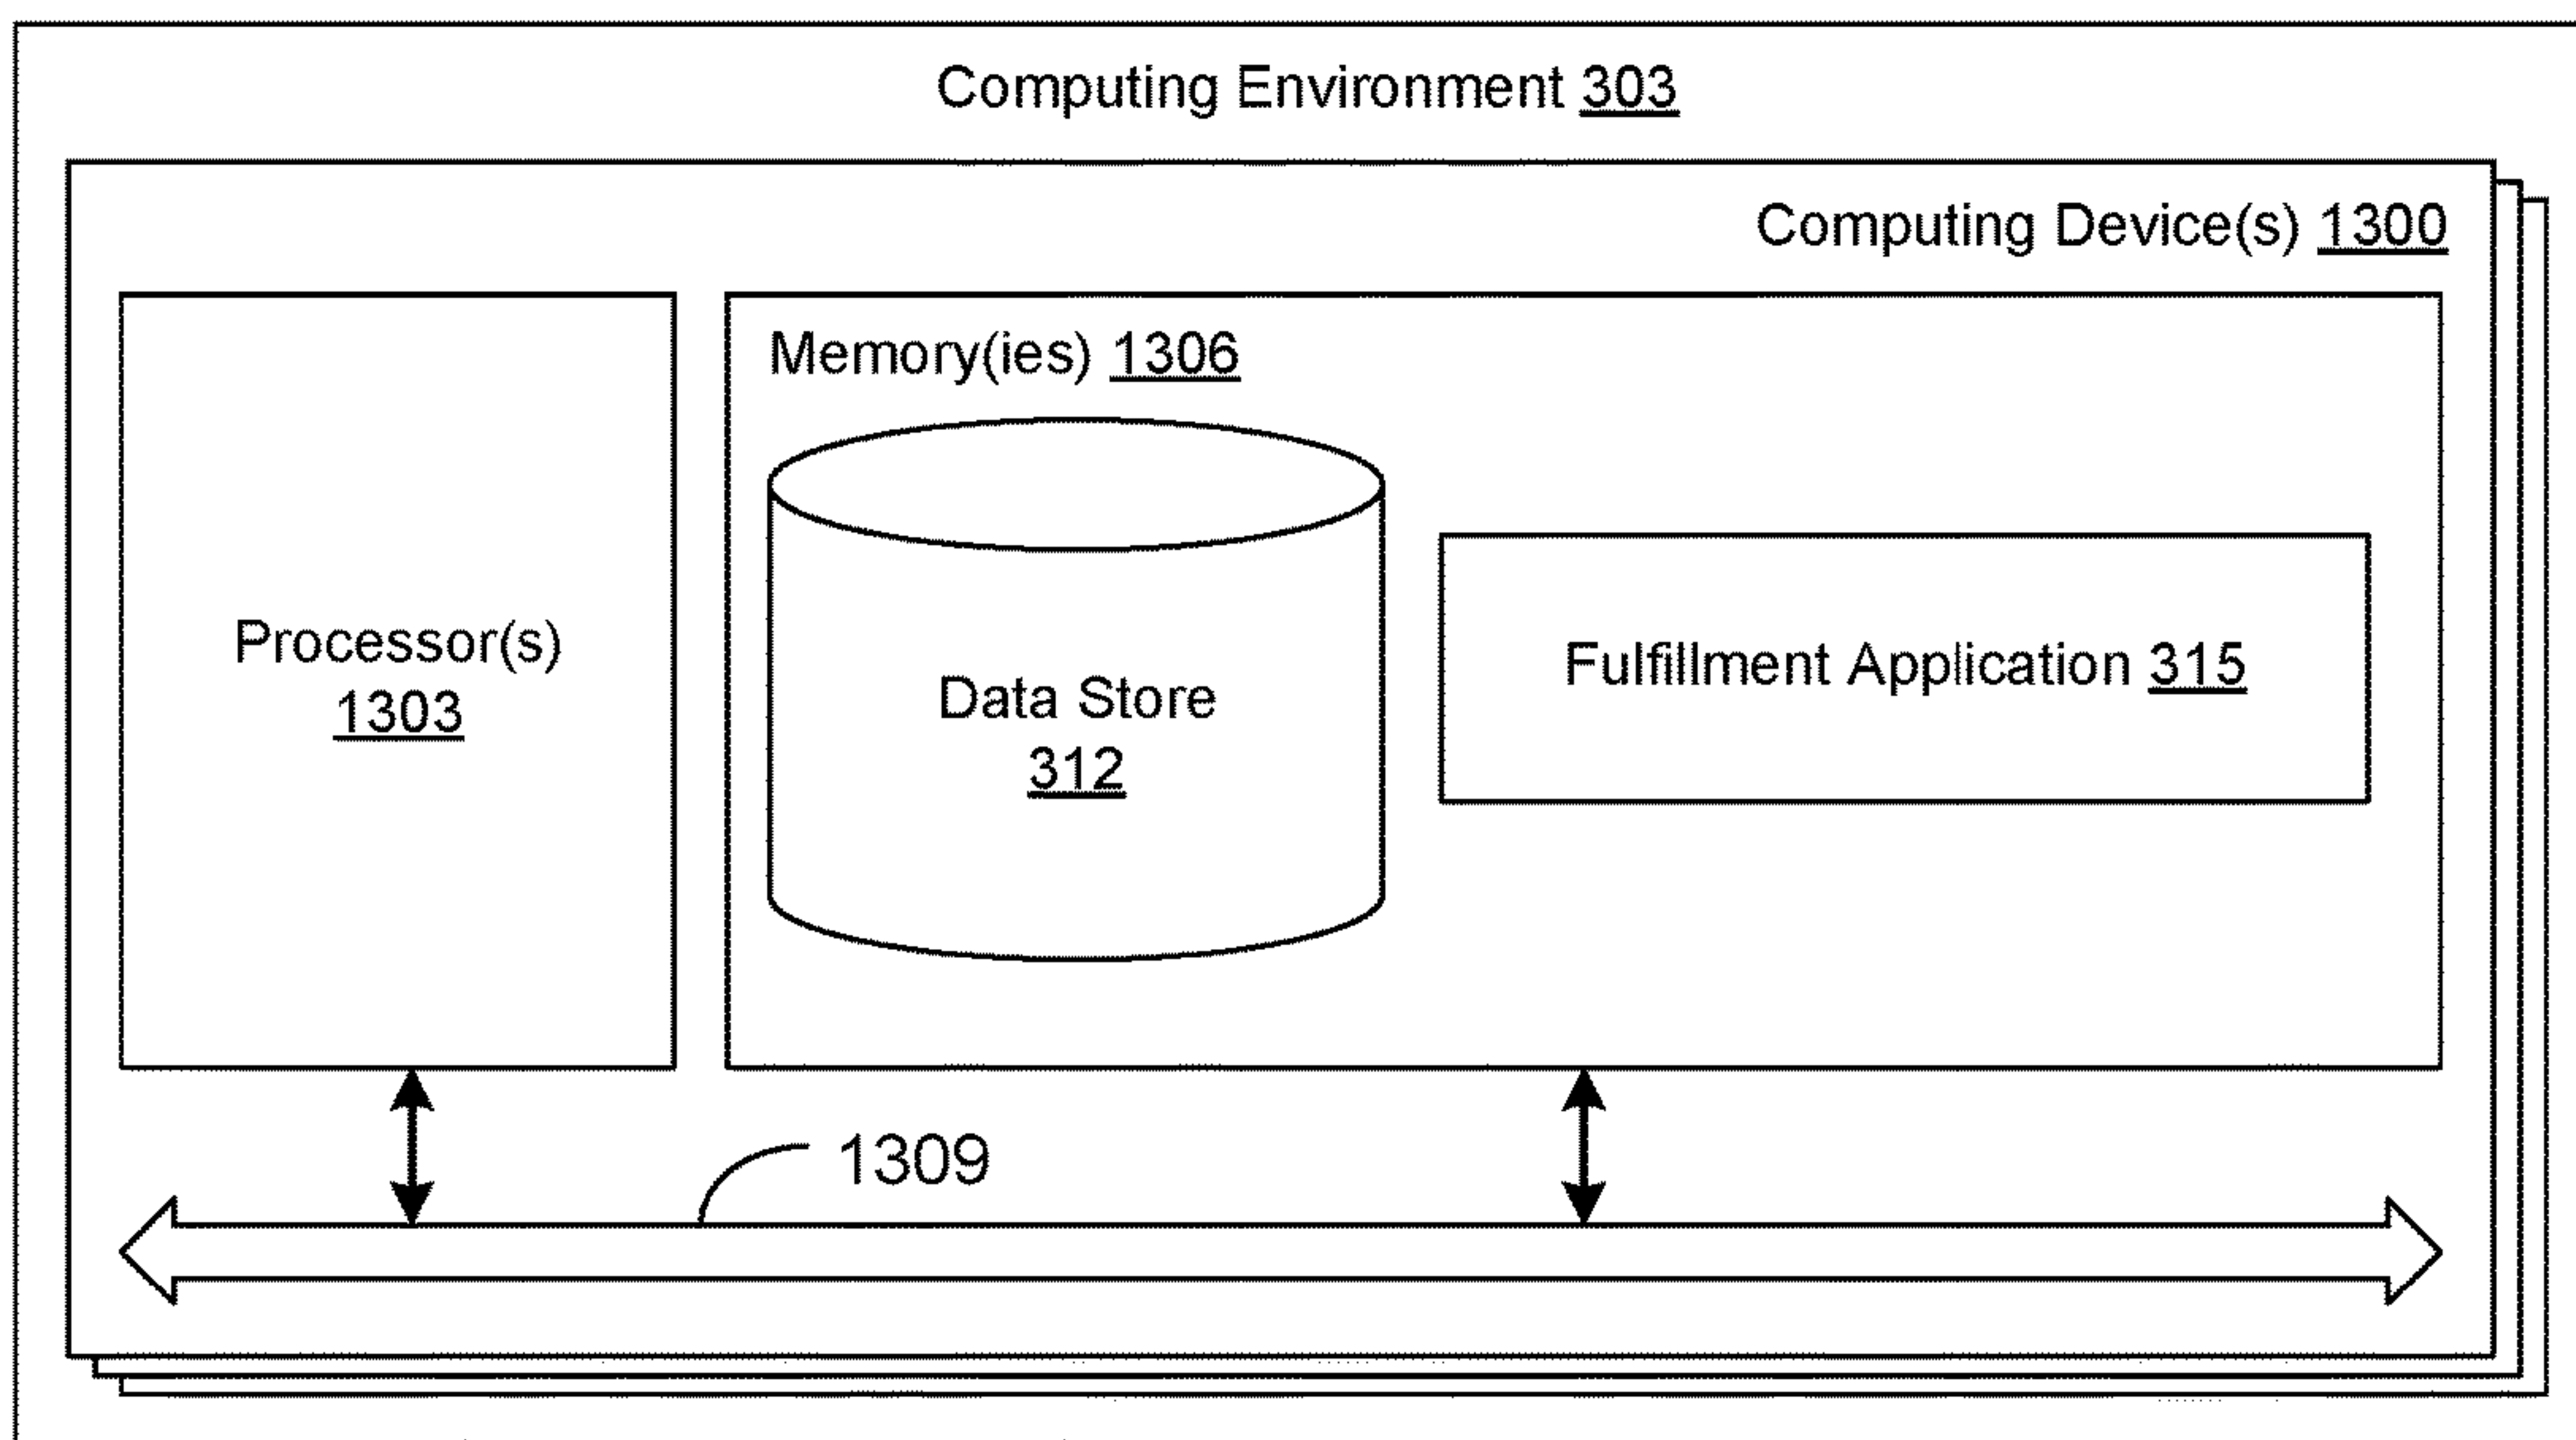 Computing Environment 303
Computing Device(s) 1300
Memory(ies) 1306
Processor(s)
1303
Data Store
312
Fulfillment Application 315
1309